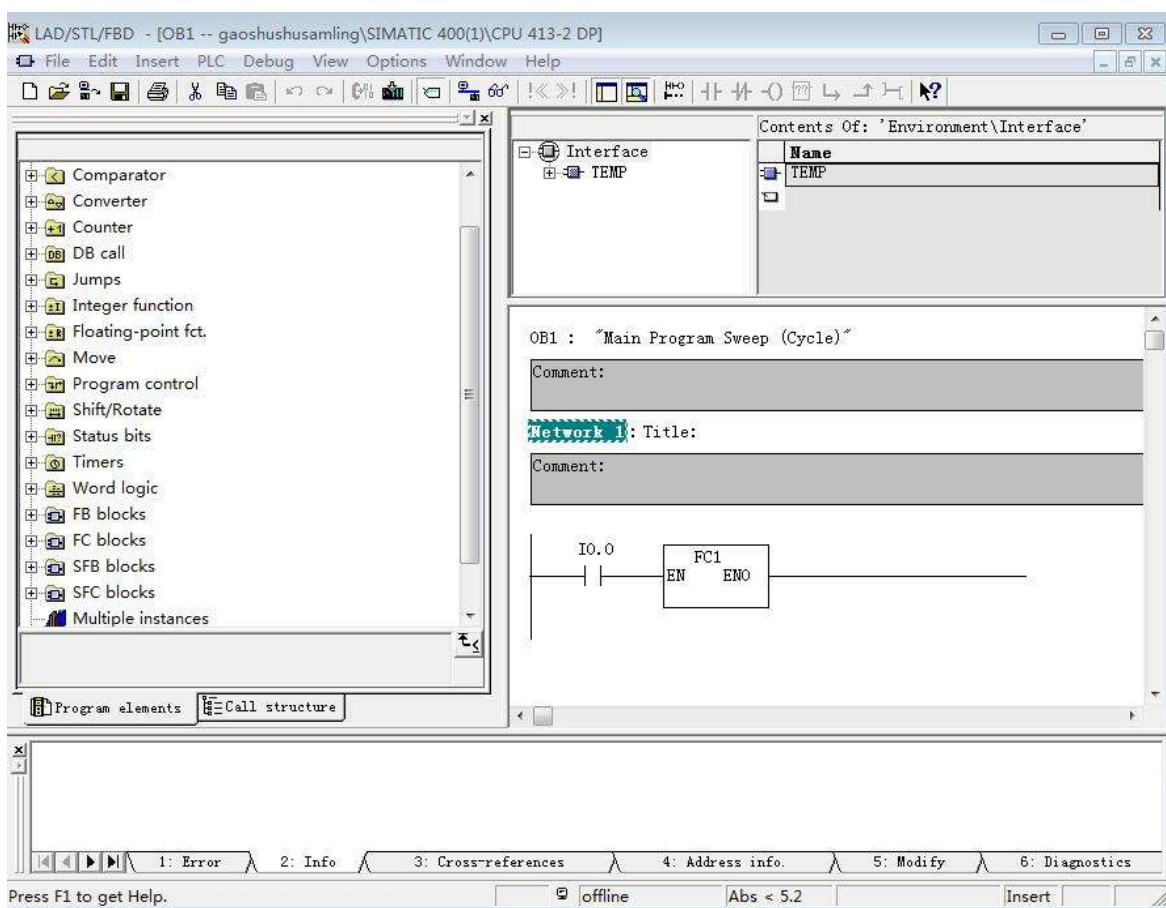 LAD/STL/FBD - [OB1 -- gaoshushusamling\SIMATIC 400(1)\CPU 413-2 DP]
File Edit Insert PLC Debug View Options Window Help
Comparator
Converter
Counter
DB call
Jumps
Integer function
Floating-point fct.
Move
Program control
Shift/Rotate
Status bits
Timers
Word logic
FB blocks
FC blocks
SFB blocks
SFC blocks
Multiple instances
Program elements Call structure
Interface
TEMP
Contents Of: 'Environment\Interface'
Name
TEMP
OB1 : "Main Program Sweep (Cycle)"
Comment:
Network 1: Title:
Comment:
I0.0
FC1
EN ENO
1: Error 2: Info 3: Cross-references 4: Address info. 5: Modify 6: Diagnostics
Press F1 to get Help. offline Abs < 5.2 Insert